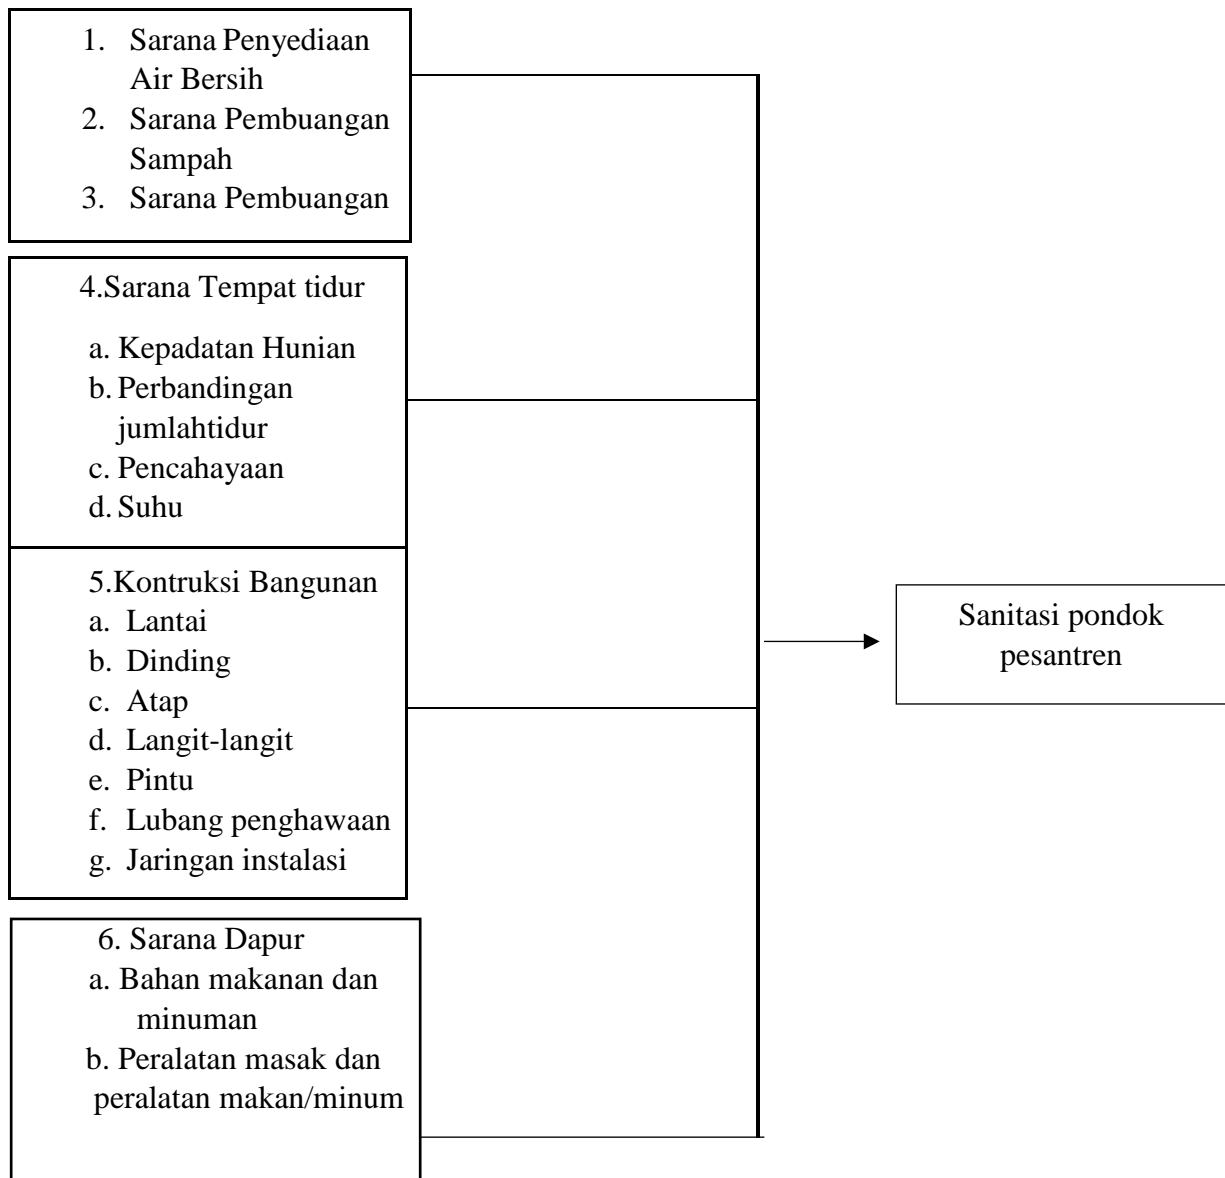 1. Sarana Penyediaan
Air Bersih
2. Sarana Pembuangan
Sampah
3. Sarana Pembuangan
4.Sarana Tempat tidur
a. Kepadatan Hunian
b. Perbandingan
jumlahtidur
c. Pencahayaan
d. Suhu
5.Kontruksi Bangunan
a. Lantai
b. Dinding
c. Atap
d. Langit-langit
e. Pintu
f. Lubang penghawaan
g. Jaringan instalasi
6. Sarana Dapur
a. Bahan makanan dan
minuman
b. Peralatan masak dan
peralatan makan/minum
Sanitasi pondok
pesantren